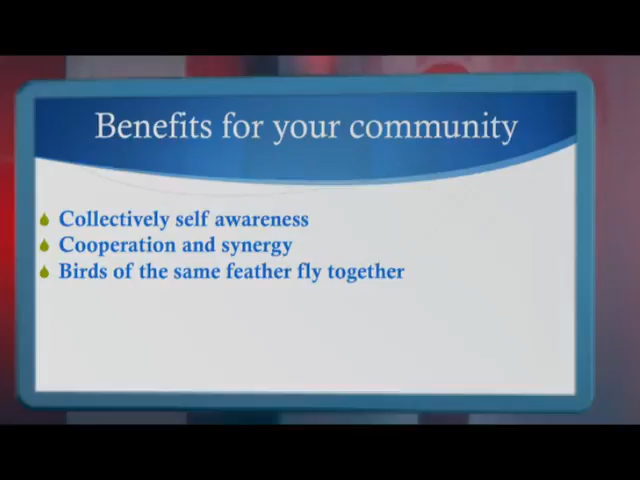 Benefits for your community
Collectively self awareness
Cooperation and synergy
Birds of the same feather fly together